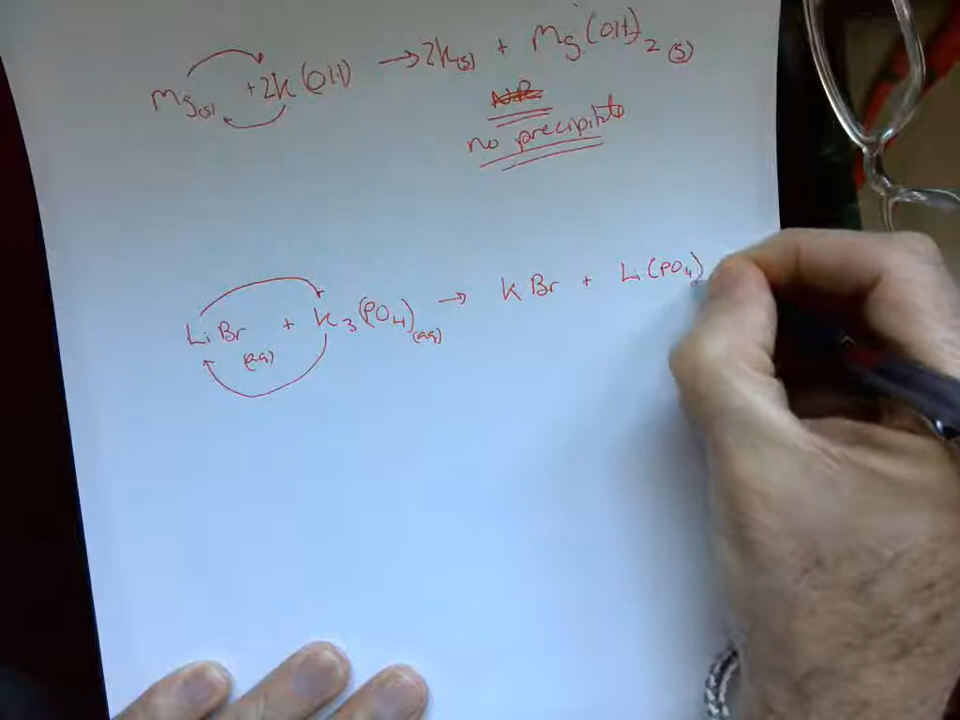 Mg(s) + 2K(OH) → 2K(s) + Mg(OH)2 (s)
NR
no precipitate
LiBr (aq) + K3(PO4)(aq) → KBr + Li(PO4)